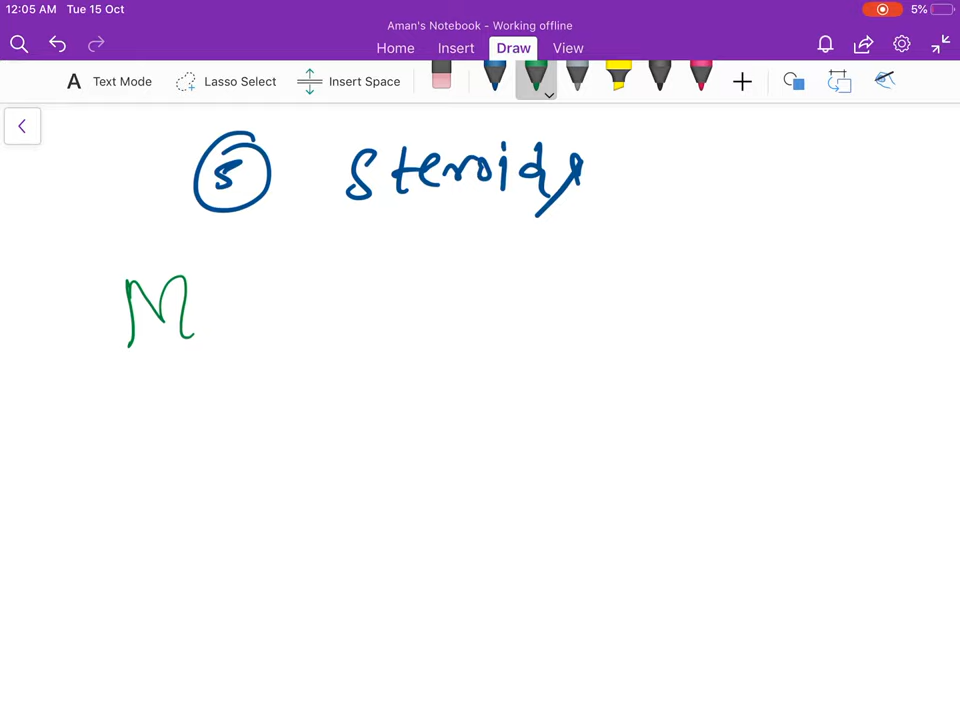 12:05 AM Tue 15 Oct 5%
Aman's Notebook - Working offline
Home Insert Draw View
A Text Mode Lasso Select Insert Space
5 Steroids
M